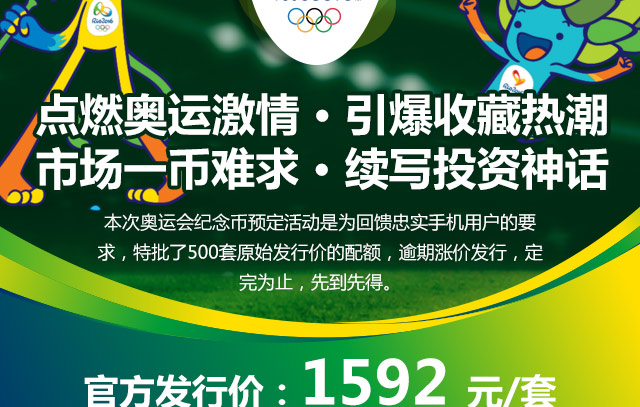 Rio2016
点燃奥运激情·引爆收藏热潮
市场一币难求·续写投资神话
本次奥运会纪念币预定活动是为回馈忠实手机用户的要
求，特批了500套原始发行价的配额，逾期涨价发行，定
完为止，先到先得。
官方发行价：1592 元/套